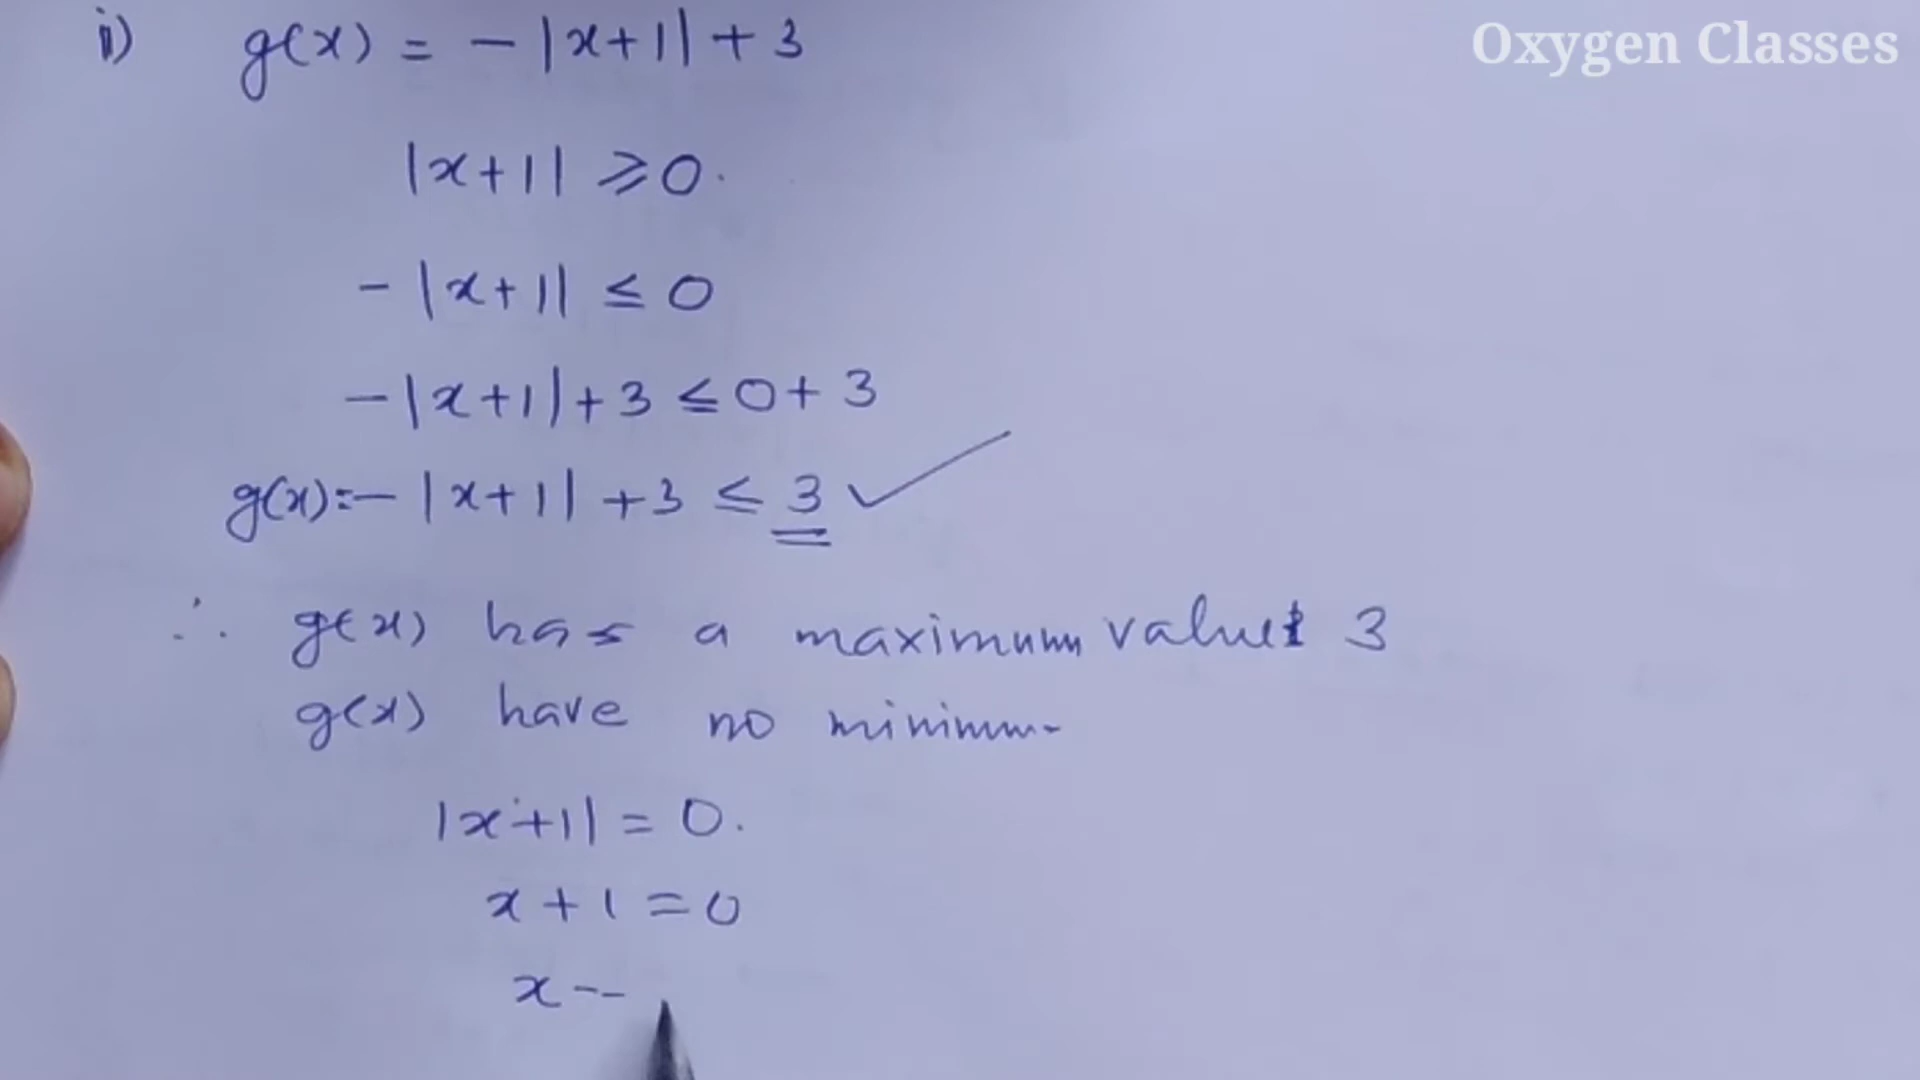 Oxygen Classes
i) g(x) = - |x+1| + 3
|x+1| ⩾ 0.
- |x+1| ≤ 0
- |x+1| + 3 ≤ 0 + 3
g(x) = - |x+1| + 3 ≤ 3 ✓
∴ g(x) has a maximum value 3
g(x) have no minimum
|x+1| = 0.
x + 1 = 0
x --